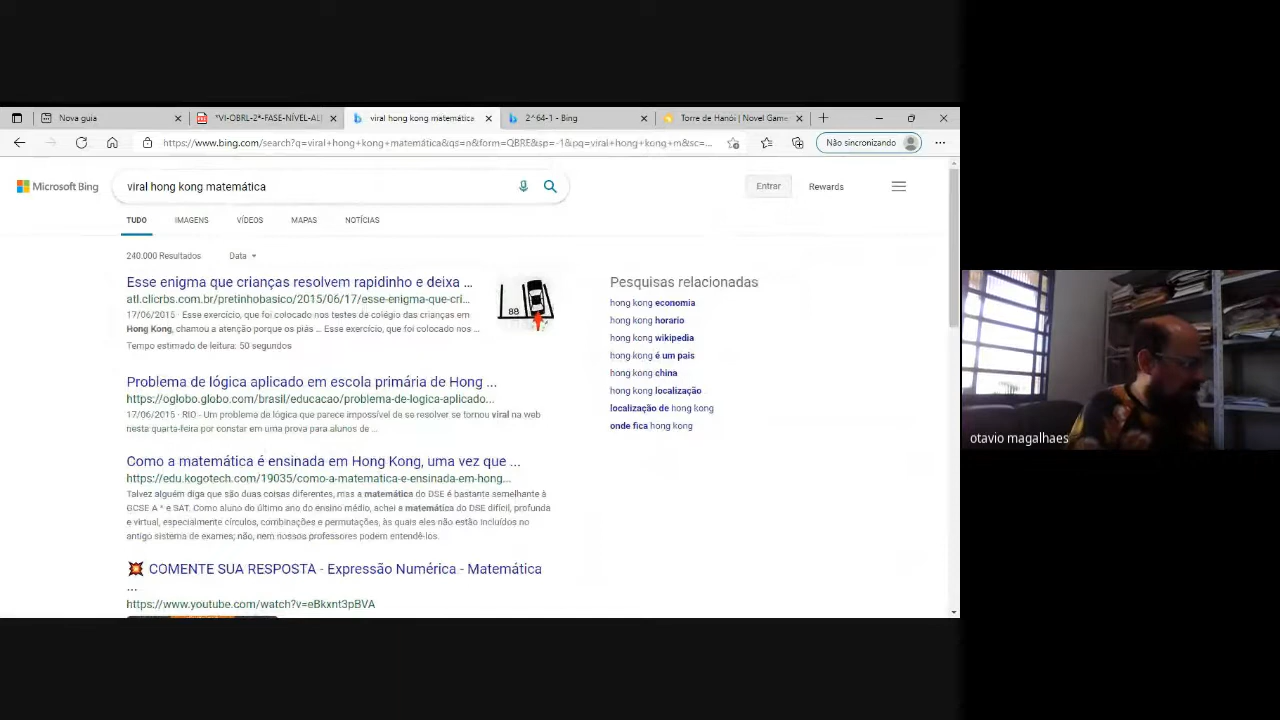 Nova guia
*VI-OBRL-2ª-FASE-NÍVEL-AL
viral hong kong matemática
2^64-1 - Bing
Torre de Hanói | Novel Game
https://www.bing.com/search?q=viral+hong+kong+matemática&qs=n&form=QBRE&sp=-1&pq=viral+hong+kong+m&sc=...
Não sincronizando
Microsoft Bing
viral hong kong matemática
Entrar
Rewards
TUDO
IMAGENS
VÍDEOS
MAPAS
NOTÍCIAS
240.000 Resultados
Data
Esse enigma que crianças resolvem rapidinho e deixa ...
atl.clicrbs.com.br/pretinhobasico/2015/06/17/esse-enigma-que-cri...
17/06/2015 · Esse exercício, que foi colocado nos testes de colégio das crianças em
Hong Kong, chamou a atenção porque os piás ... Esse exercício, que foi colocado nos ...
Tempo estimado de leitura: 50 segundos
88
Problema de lógica aplicado em escola primária de Hong ...
https://oglobo.globo.com/brasil/educacao/problema-de-logica-aplicado...
17/06/2015 · RIO - Um problema de lógica que parece impossível de se resolver se tornou viral na web
nesta quarta-feira por constar em uma prova para alunos de ...
Como a matemática é ensinada em Hong Kong, uma vez que ...
https://edu.kogotech.com/19035/como-a-matematica-e-ensinada-em-hong...
Talvez alguém diga que são duas coisas diferentes, mas a matemática do DSE é bastante semelhante à
GCSE A * e SAT. Como aluno do último ano do ensino médio, achei a matemática do DSE difícil, profunda
e virtual, especialmente círculos, combinações e permutações, às quais eles não estão incluídos no
antigo sistema de exames; não, nem nossos professores podem entendê-los.
COMENTE SUA RESPOSTA - Expressão Numérica - Matemática
...
https://www.youtube.com/watch?v=eBkxnt3pBVA
Pesquisas relacionadas
hong kong economia
hong kong horario
hong kong wikipedia
hong kong é um pais
hong kong china
hong kong localização
localização de hong kong
onde fica hong kong
otavio magalhaes